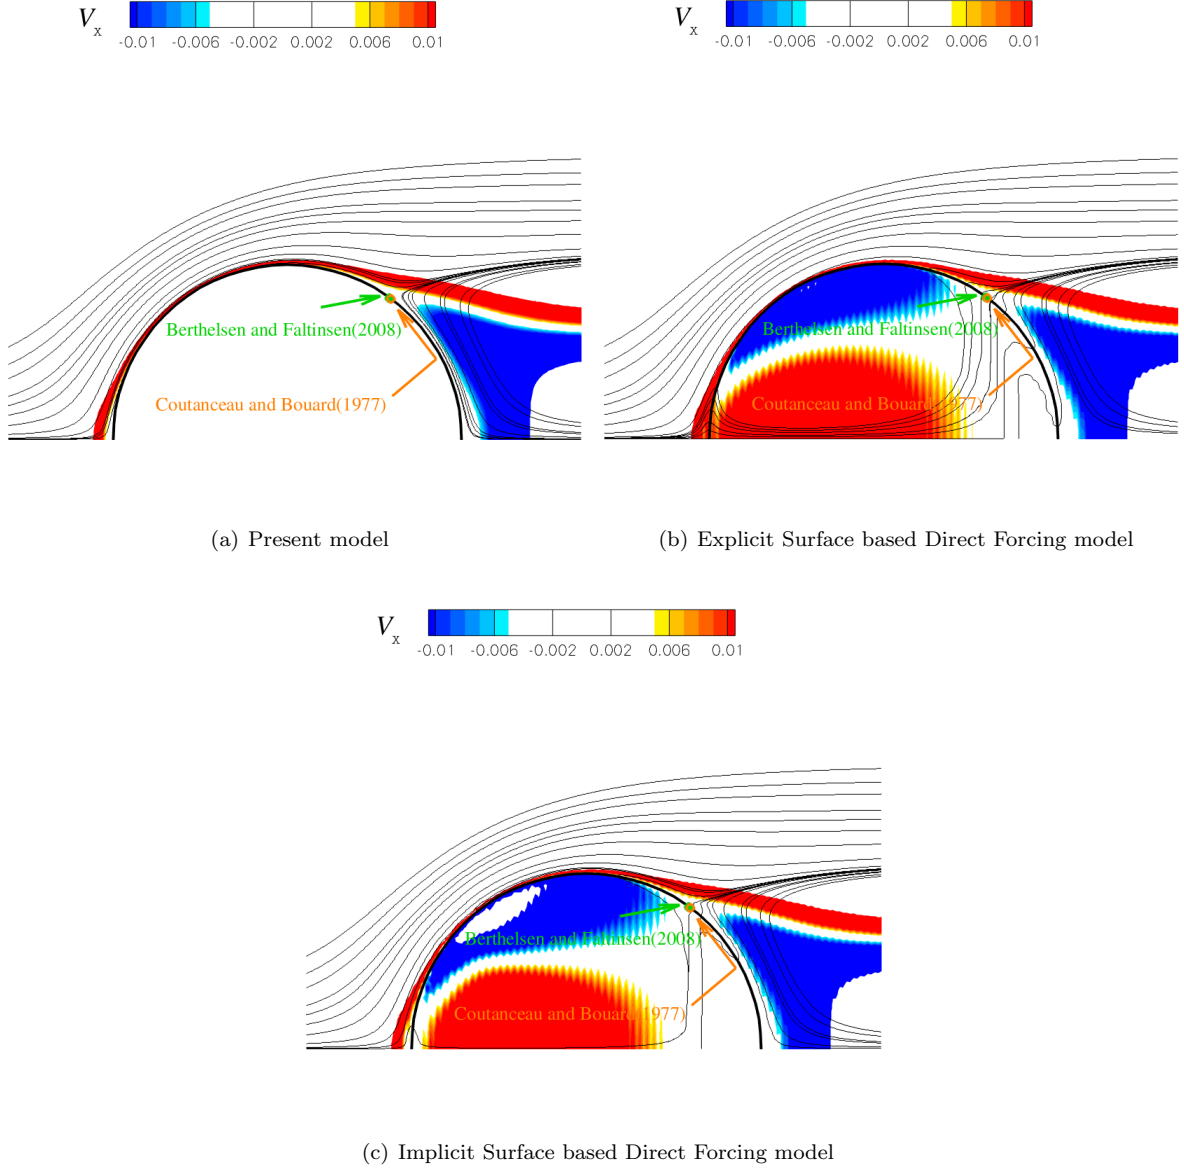 Vx
-0.01 -0.006 -0.002 0.002 0.006 0.01
Vx
-0.01 -0.006 -0.002 0.002 0.006 0.01
Berthelsen and Faltinsen(2008)
Coutanceau and Bouard(1977)
Berthelsen and Faltinsen(2008)
Coutanceau and Bouard(1977)
(a) Present model
(b) Explicit Surface based Direct Forcing model
Vx
-0.01 -0.006 -0.002 0.002 0.006 0.01
Berthelsen and Faltinsen(2008)
Coutanceau and Bouard(1977)
(c) Implicit Surface based Direct Forcing model